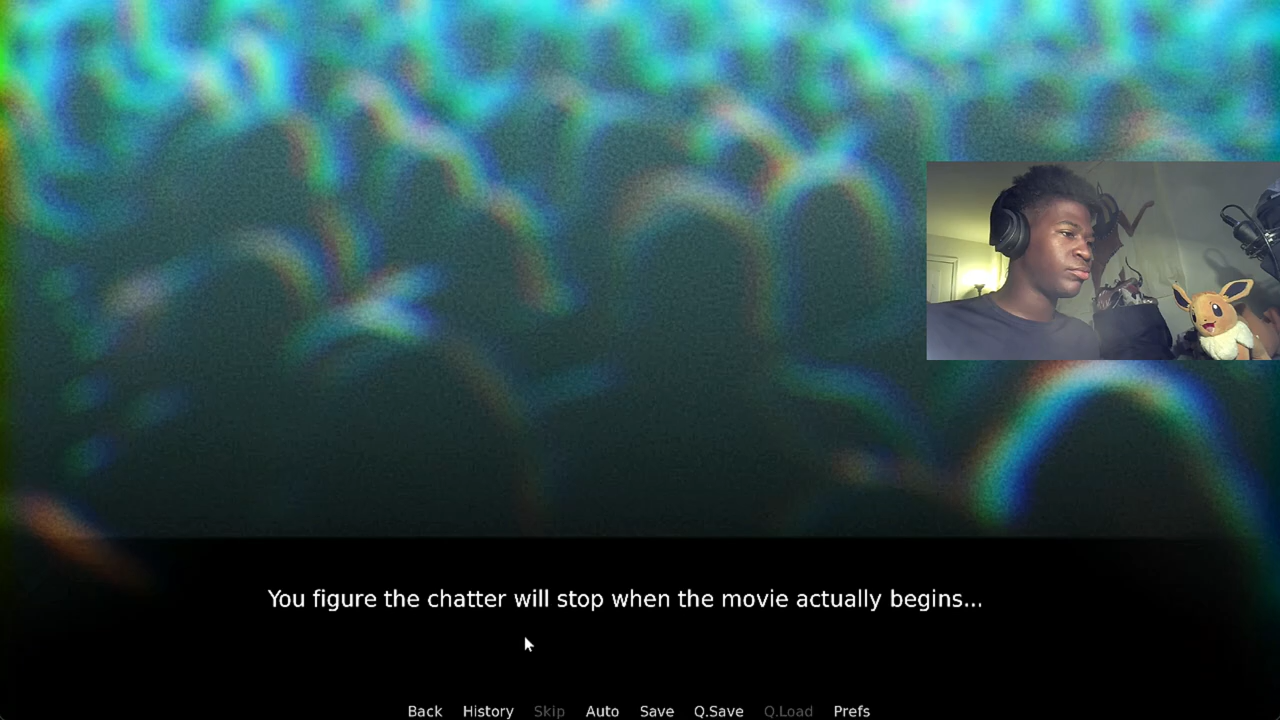 You figure the chatter will stop when the movie actually begins...
Back History Skip Auto Save Q.Save Q.Load Prefs